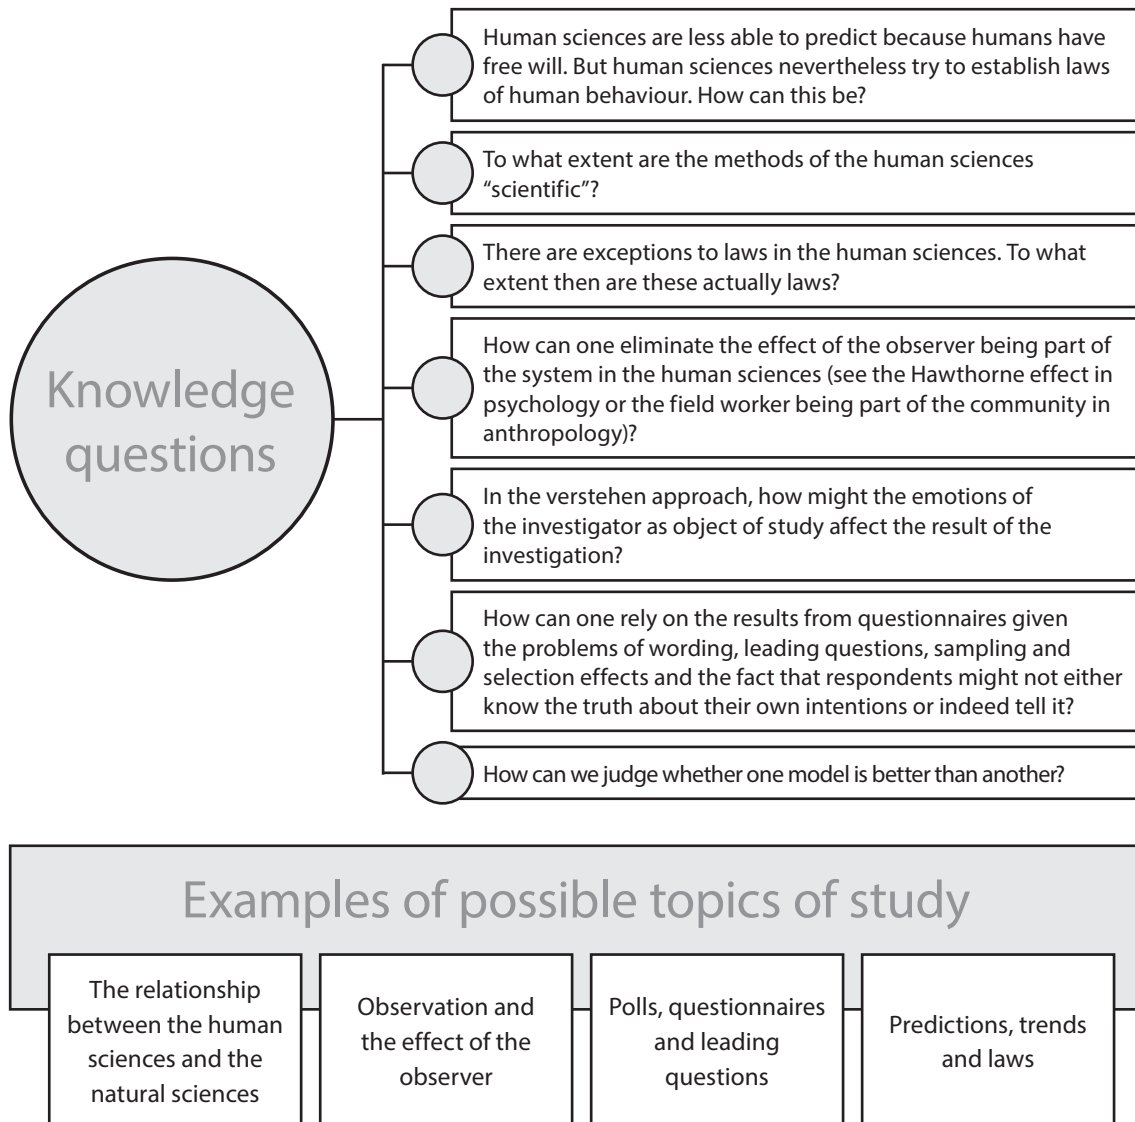 Knowledge
questions
Human sciences are less able to predict because humans have
free will. But human sciences nevertheless try to establish laws
of human behaviour. How can this be?
To what extent are the methods of the human sciences
“scientific”?
There are exceptions to laws in the human sciences. To what
extent then are these actually laws?
How can one eliminate the effect of the observer being part of
the system in the human sciences (see the Hawthorne effect in
psychology or the field worker being part of the community in
anthropology)?
In the verstehen approach, how might the emotions of
the investigator as object of study affect the result of the
investigation?
How can one rely on the results from questionnaires given
the problems of wording, leading questions, sampling and
selection effects and the fact that respondents might not either
know the truth about their own intentions or indeed tell it?
How can we judge whether one model is better than another?
Examples of possible topics of study
The relationship
between the human
sciences and the
natural sciences
Observation and
the effect of the
observer
Polls, questionnaires
and leading
questions
Predictions, trends
and laws